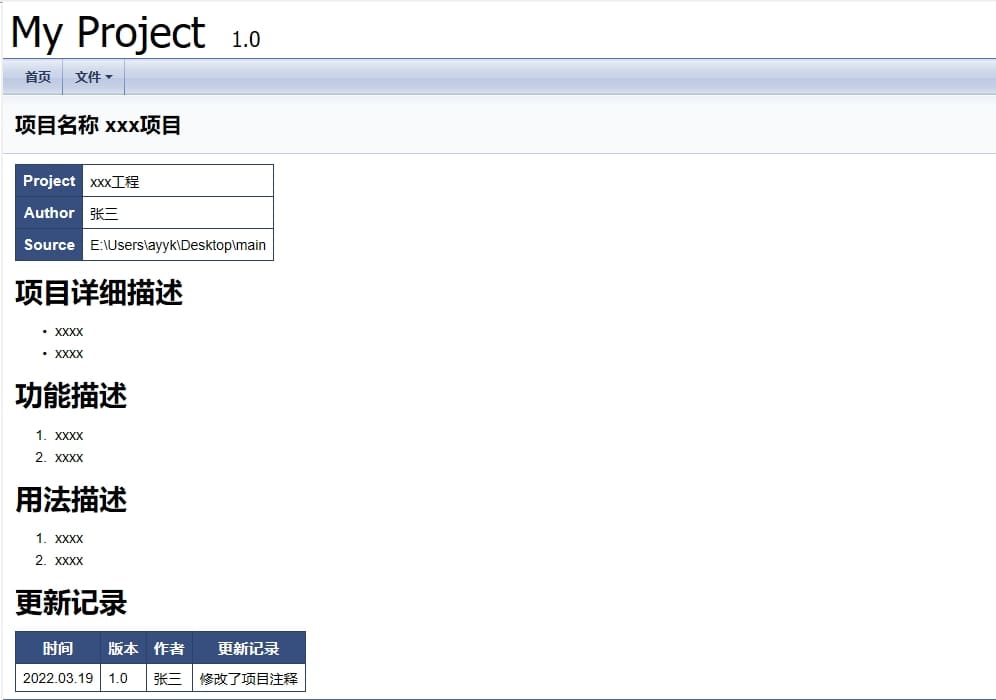 My Project 1.0
首页 文件
项目名称 xxx项目
Project xxx工程
Author 张三
Source E:\Users\ayyk\Desktop\main
项目详细描述
• xxxx
• xxxx
功能描述
1. xxxx
2. xxxx
用法描述
1. xxxx
2. xxxx
更新记录
时间 版本 作者 更新记录
2022.03.19 1.0 张三 修改了项目注释